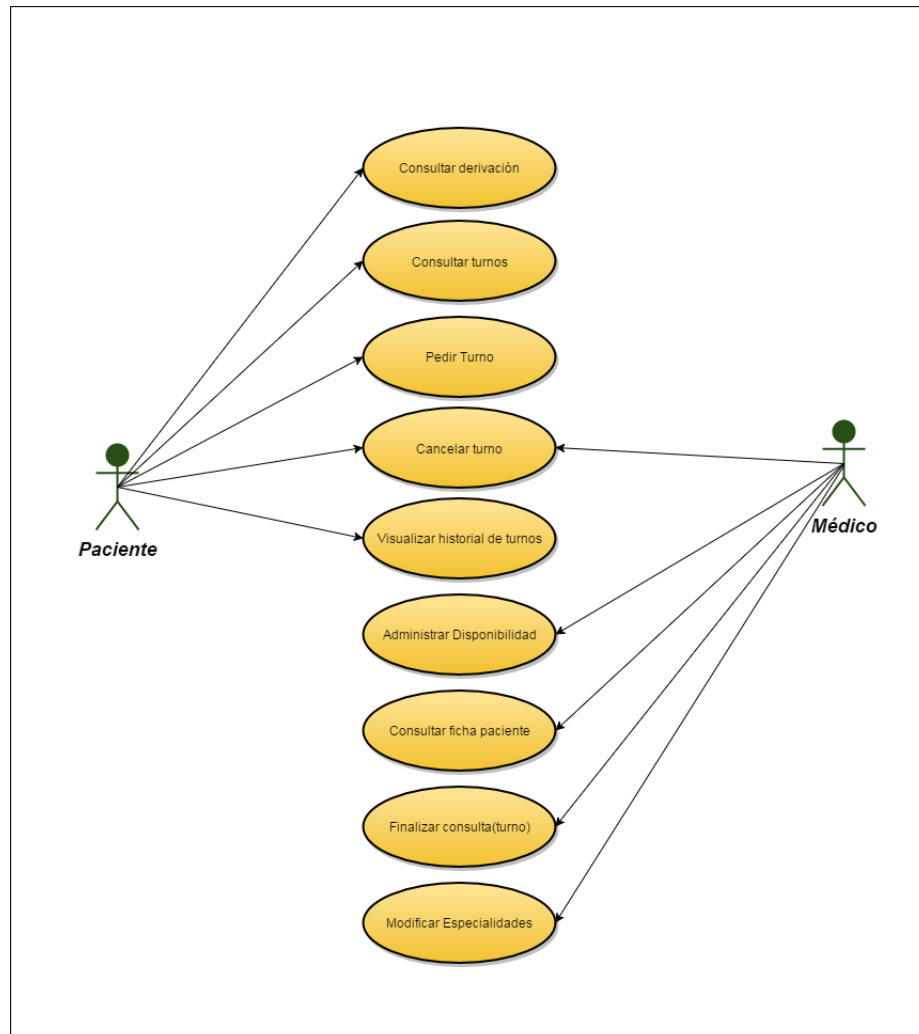 Consultar derivación
Consultar turnos
Pedir Turno
Cancelar turno
Médico
Visualizar historial de turnos
Paciente
Administrar Disponibilidad
Consultar ficha paciente
Finalizar consulta(turno)
Modificar Especialidades